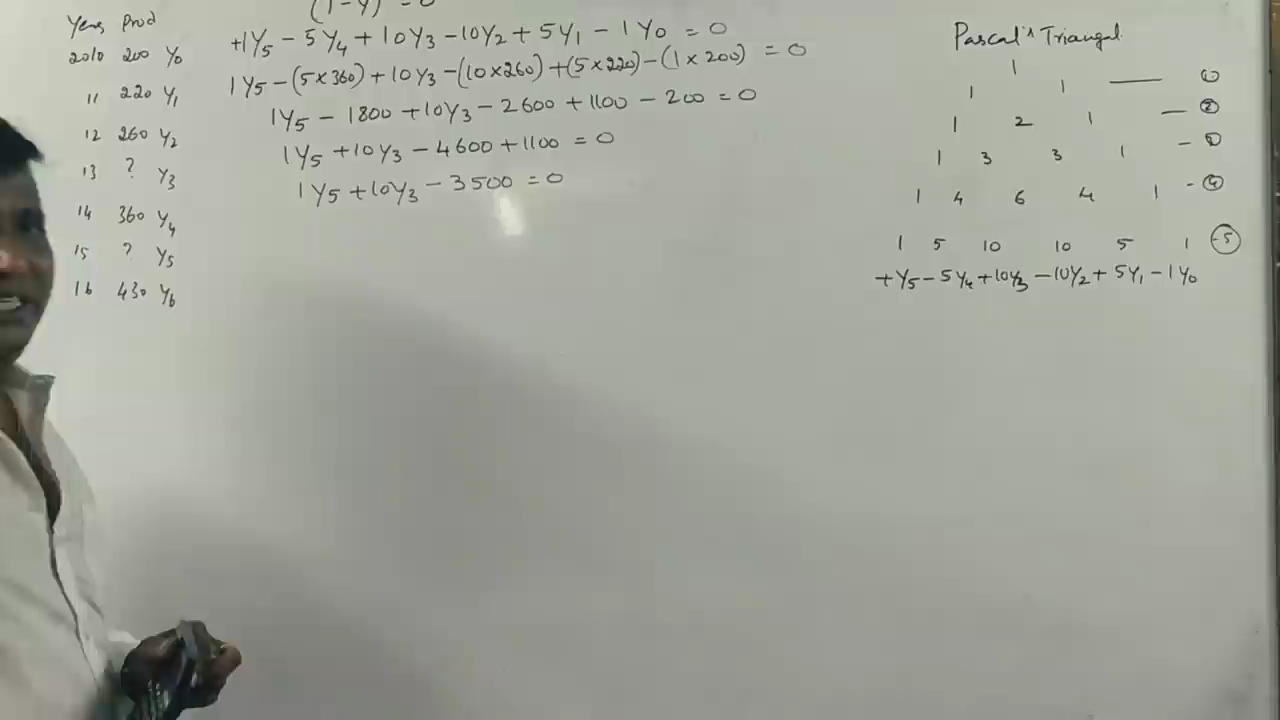 (1-y) = 0
Year Prod
2010 200 Y₀
11 220 Y₁
12 260 Y₂
13 ? Y₃
14 360 Y₄
15 ? Y₅
16 430 Y₆
+1Y₅ - 5Y₄ + 10Y₃ - 10Y₂ + 5Y₁ - 1Y₀ = 0
1Y₅ - (5×360) + 10Y₃ - (10×260) + (5×220) - (1×200) = 0
1Y₅ - 1800 + 10Y₃ - 2600 + 1100 - 200 = 0
1Y₅ + 10Y₃ - 4600 + 1100 = 0
1Y₅ + 10Y₃ - 3500 = 0
Pascal's Triangal
1
1 1 — ①
1 2 1 — ②
1 3 3 1 -
1 4 6 4 1 - ④
1 5 10 10 5 1 -5
+Y₅ - 5Y₄ + 10Y₃ - 10Y₂ + 5Y₁ - 1Y₀